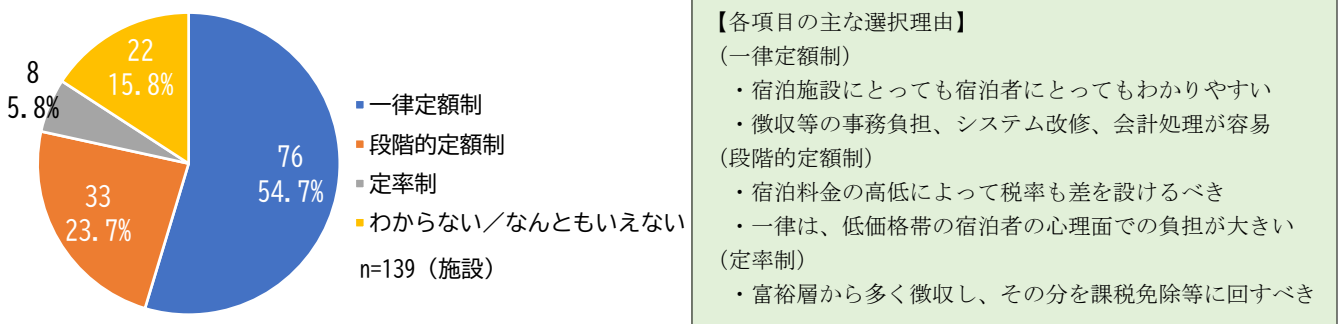 22
15.8%
8
5.8%
76
54.7%
33
23.7%
一律定額制
段階的定額制
定率制
わからない／なんともいえない
n=139（施設）
【各項目の主な選択理由】
（一律定額制）
・宿泊施設にとっても宿泊者にとってもわかりやすい
・徴収等の事務負担、システム改修、会計処理が容易
（段階的定額制）
・宿泊料金の高低によって税率も差を設けるべき
・一律は、低価格帯の宿泊者の心理面での負担が大きい
（定率制）
・富裕層から多く徴収し、その分を課税免除等に回すべき